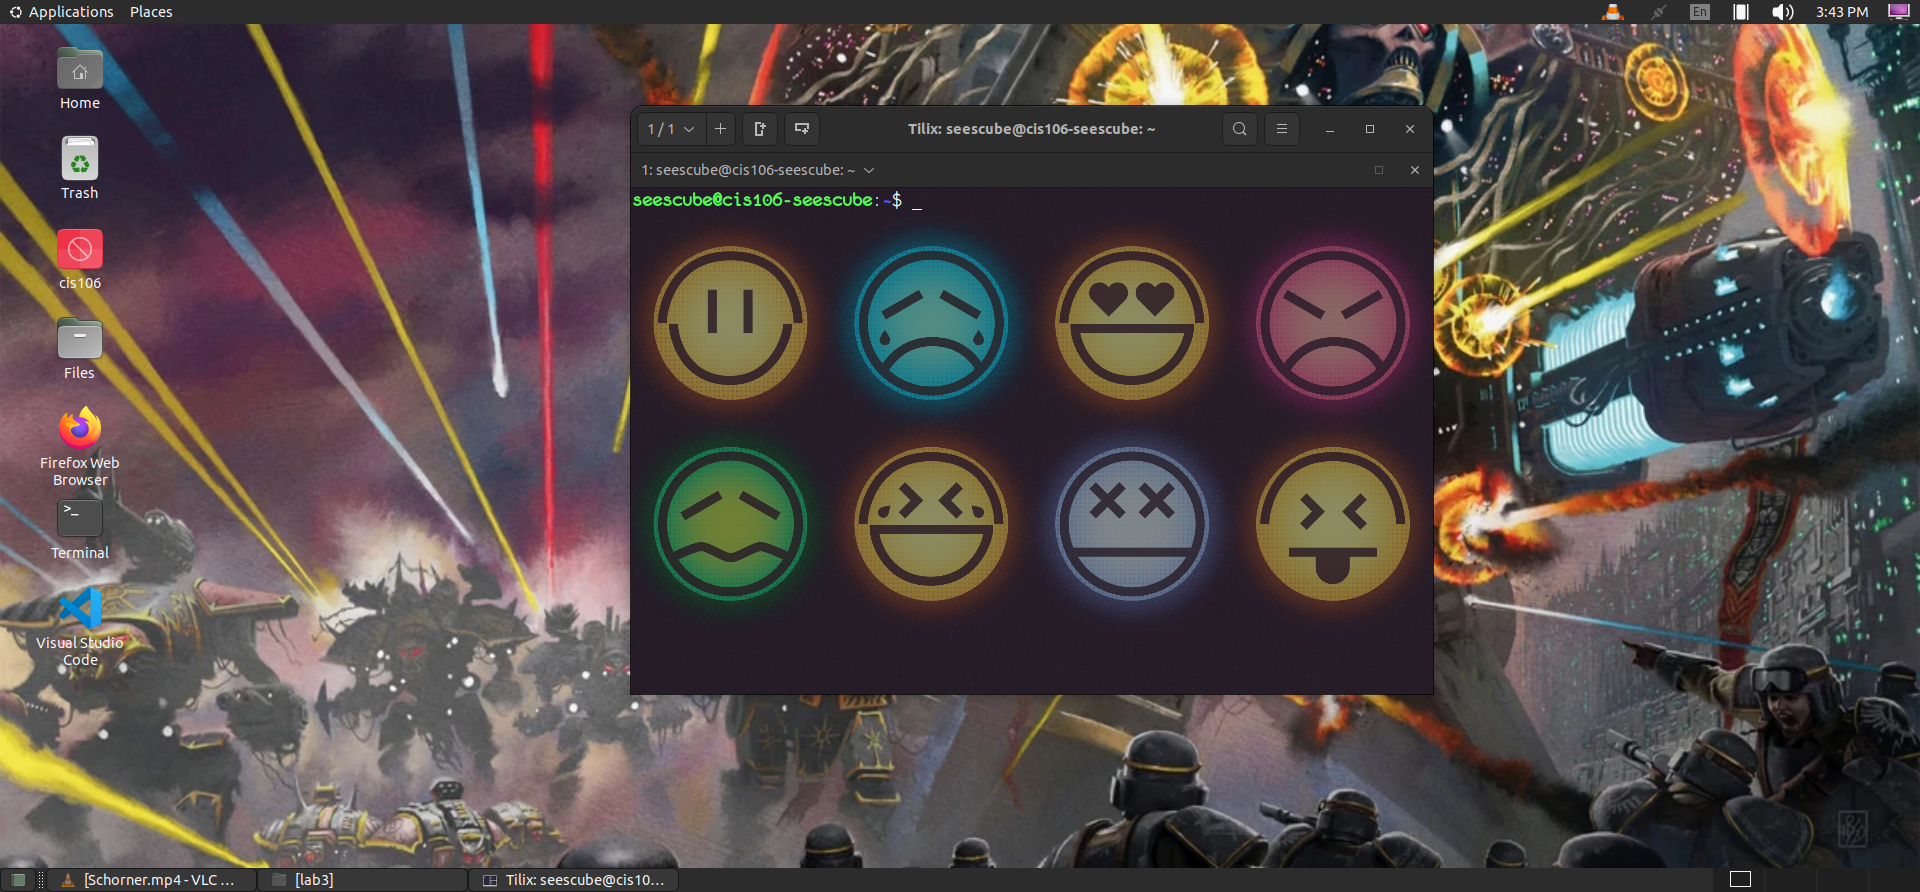 Applications Places
En 3:43 PM
Home
Trash
cis106
Files
Firefox Web
Browser
>_
Terminal
Visual Studio
Code
1 / 1
Tilix: seescube@cis106-seescube: ~
1: seescube@cis106-seescube: ~
seescube@cis106-seescube:~$ _
[Schorner.mp4 - VLC ...
[lab3]
Tilix: seescube@cis10...